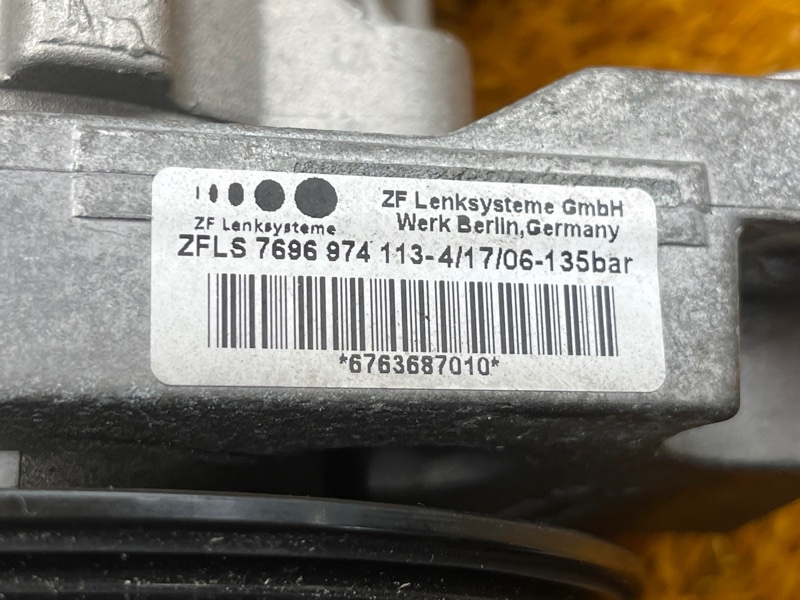 ZF Lenksysteme
ZF Lenksysteme GmbH
Werk Berlin,Germany
ZFLS 7696 974 113-4/17/06-135bar
*6763687010*